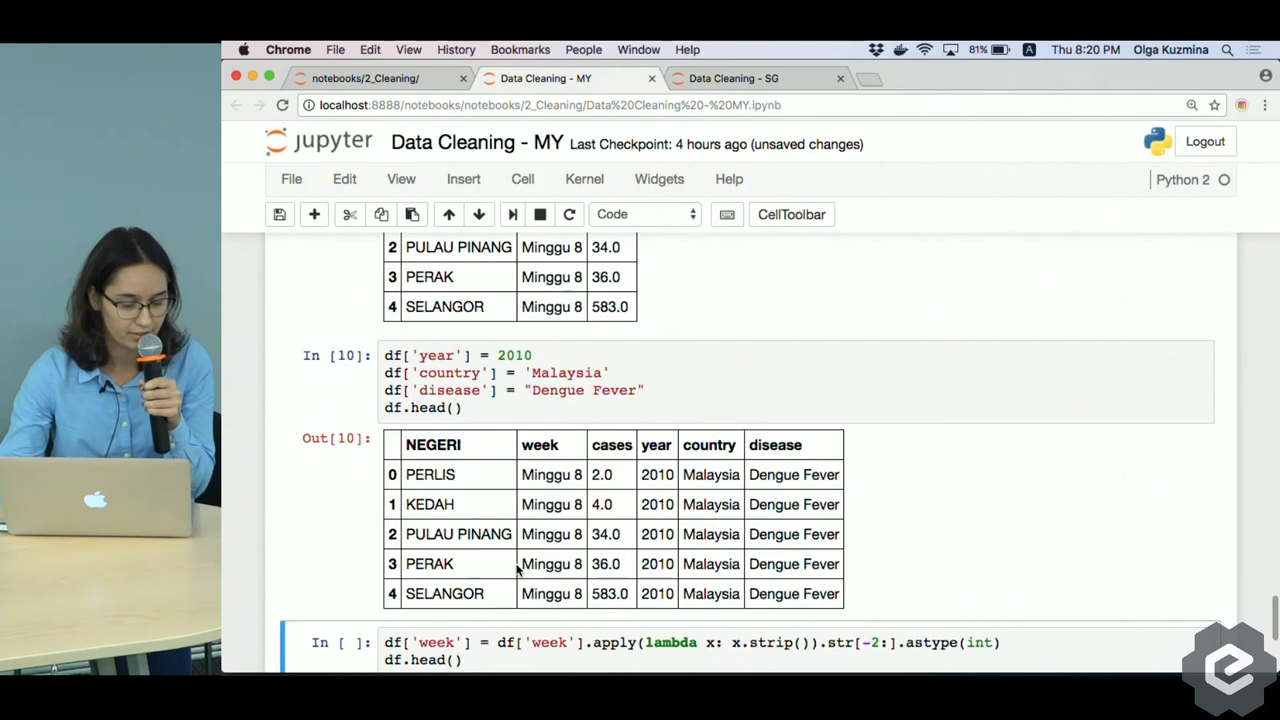 Chrome File Edit View History Bookmarks People Window Help 81% A Thu 8:20 PM Olga Kuzmina
notebooks/2_Cleaning/ Data Cleaning - MY Data Cleaning - SG
localhost:8888/notebooks/notebooks/2_Cleaning/Data%20Cleaning%20-%20MY.ipynb
jupyter Data Cleaning - MY Last Checkpoint: 4 hours ago (unsaved changes) Logout
File Edit View Insert Cell Kernel Widgets Help Python 2
Code CellToolbar
2 PULAU PINANG Minggu 8 34.0
3 PERAK Minggu 8 36.0
4 SELANGOR Minggu 8 583.0
In [10]: df['year'] = 2010
df['country'] = 'Malaysia'
df['disease'] = "Dengue Fever"
df.head()
Out[10]:
NEGERI week cases year country disease
0 PERLIS Minggu 8 2.0 2010 Malaysia Dengue Fever
1 KEDAH Minggu 8 4.0 2010 Malaysia Dengue Fever
2 PULAU PINANG Minggu 8 34.0 2010 Malaysia Dengue Fever
3 PERAK Minggu 8 36.0 2010 Malaysia Dengue Fever
4 SELANGOR Minggu 8 583.0 2010 Malaysia Dengue Fever
In [ ]: df['week'] = df['week'].apply(lambda x: x.strip()).str[-2:].astype(int)
df.head()